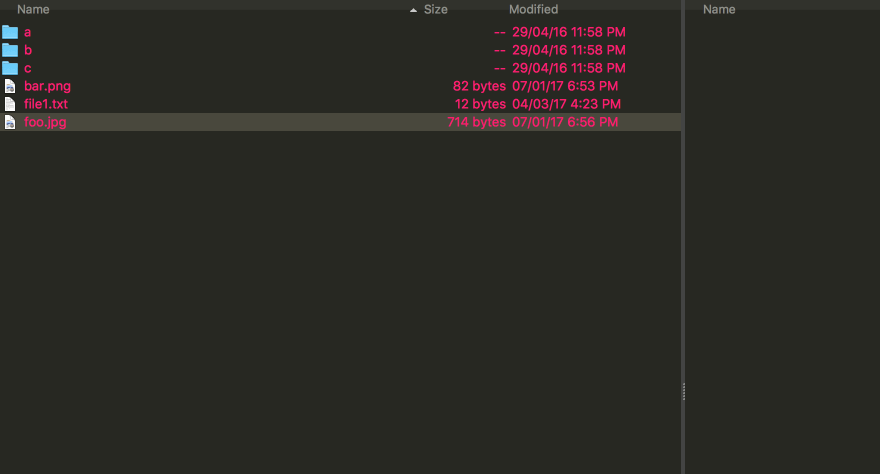 Name Size Modified Name
a -- 29/04/16 11:58 PM
b -- 29/04/16 11:58 PM
c -- 29/04/16 11:58 PM
bar.png 82 bytes 07/01/17 6:53 PM
file1.txt 12 bytes 04/03/17 4:23 PM
foo.jpg 714 bytes 07/01/17 6:56 PM